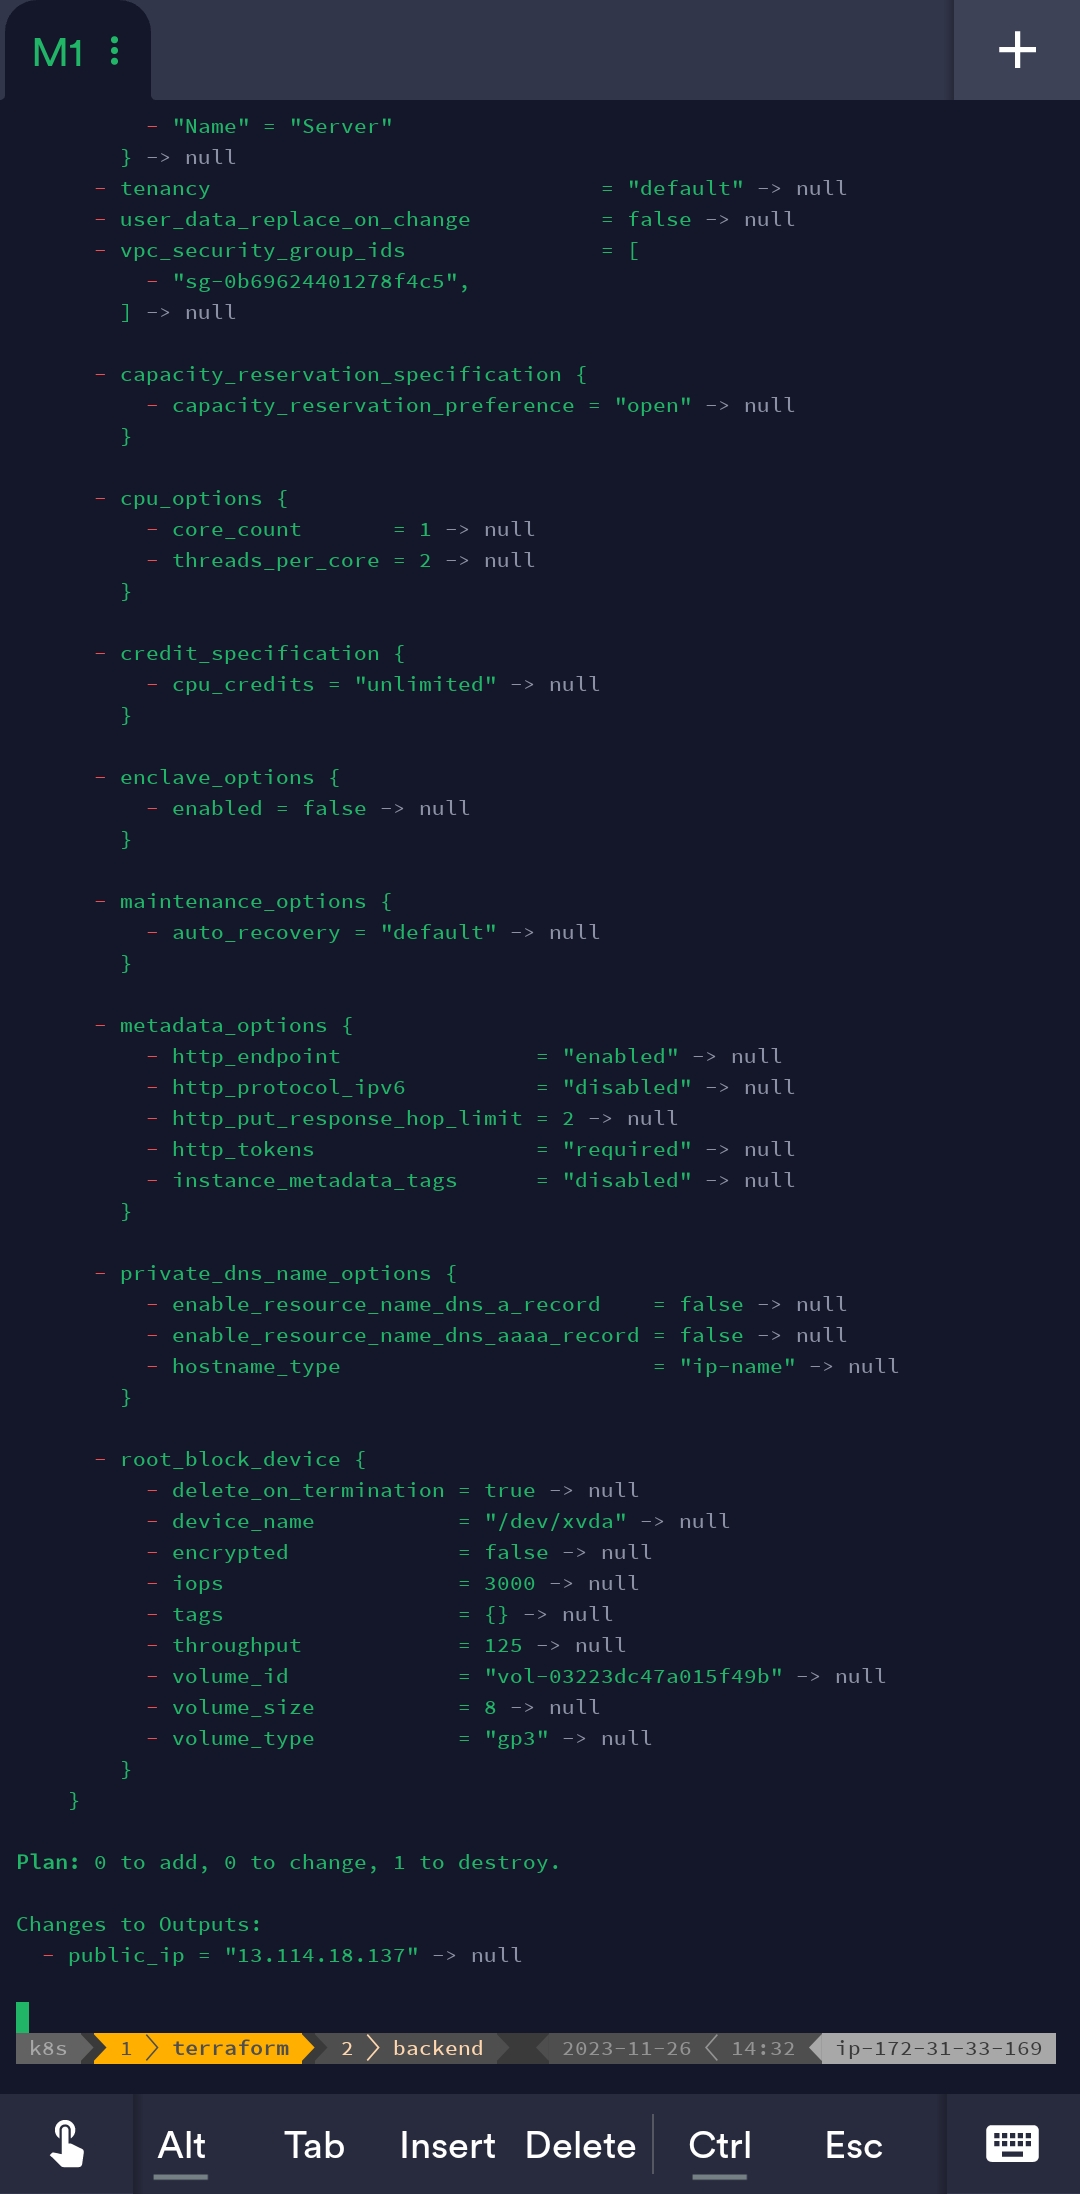 M1
- "Name" = "Server"
} -> null
- tenancy = "default" -> null
- user_data_replace_on_change = false -> null
- vpc_security_group_ids = [
- "sg-0b69624401278f4c5",
] -> null
- capacity_reservation_specification {
- capacity_reservation_preference = "open" -> null
}
- cpu_options {
- core_count = 1 -> null
- threads_per_core = 2 -> null
}
- credit_specification {
- cpu_credits = "unlimited" -> null
}
- enclave_options {
- enabled = false -> null
}
- maintenance_options {
- auto_recovery = "default" -> null
}
- metadata_options {
- http_endpoint = "enabled" -> null
- http_protocol_ipv6 = "disabled" -> null
- http_put_response_hop_limit = 2 -> null
- http_tokens = "required" -> null
- instance_metadata_tags = "disabled" -> null
}
- private_dns_name_options {
- enable_resource_name_dns_a_record = false -> null
- enable_resource_name_dns_aaaa_record = false -> null
- hostname_type = "ip-name" -> null
}
- root_block_device {
- delete_on_termination = true -> null
- device_name = "/dev/xvda" -> null
- encrypted = false -> null
- iops = 3000 -> null
- tags = {} -> null
- throughput = 125 -> null
- volume_id = "vol-03223dc47a015f49b" -> null
- volume_size = 8 -> null
- volume_type = "gp3" -> null
}
}
Plan: 0 to add, 0 to change, 1 to destroy.
Changes to Outputs:
- public_ip = "13.114.18.137" -> null
k8s 1 terraform 2 backend 2023-11-26 14:32 ip-172-31-33-169
Alt Tab Insert Delete Ctrl Esc